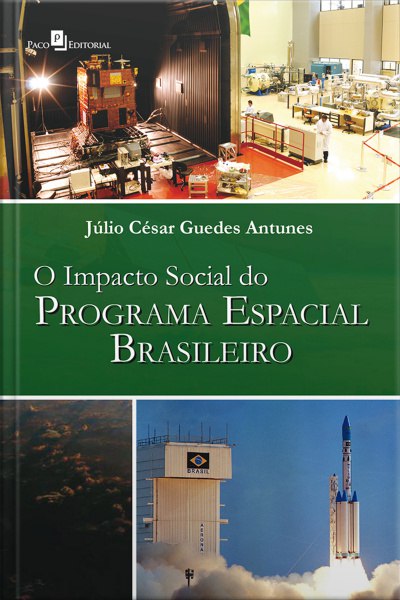 PACO EDITORIAL
Júlio César Guedes Antunes
O Impacto Social do
PROGRAMA ESPACIAL
BRASILEIRO
BRASIL